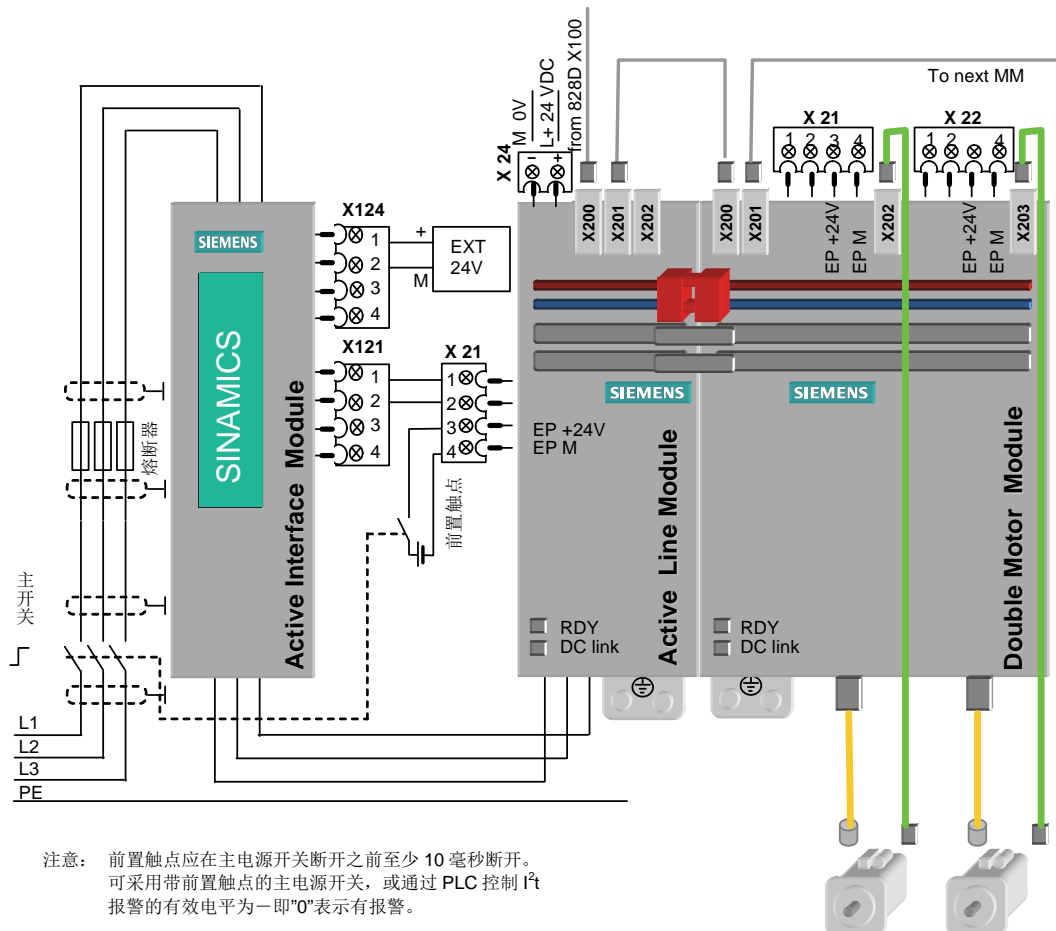 M 0V
L+ 24 VDC
from 828D X100
To next MM
X 24
- +
X 21
1 2 3 4
X 22
1 2 4
X200
X201
X202
X200
X201
X202
X203
EP +24V
EP M
EP +24V
EP M
SIEMENS
SINAMICS
Active Interface Module
X124
1
2
3
4
+
M
EXT
24V
X121
1
2
3
4
X 21
1
2
3
4
EP +24V
EP M
前置触点
SIEMENS
SIEMENS
Active Line Module
Double Motor Module
RDY
DC link
RDY
DC link
熔断器
主开关
L1
L2
L3
PE
注意： 前置触点应在主电源开关断开之前至少 10 毫秒断开。
可采用带前置触点的主电源开关，或通过 PLC 控制 I²t
报警的有效电平为－即"0"表示有报警。